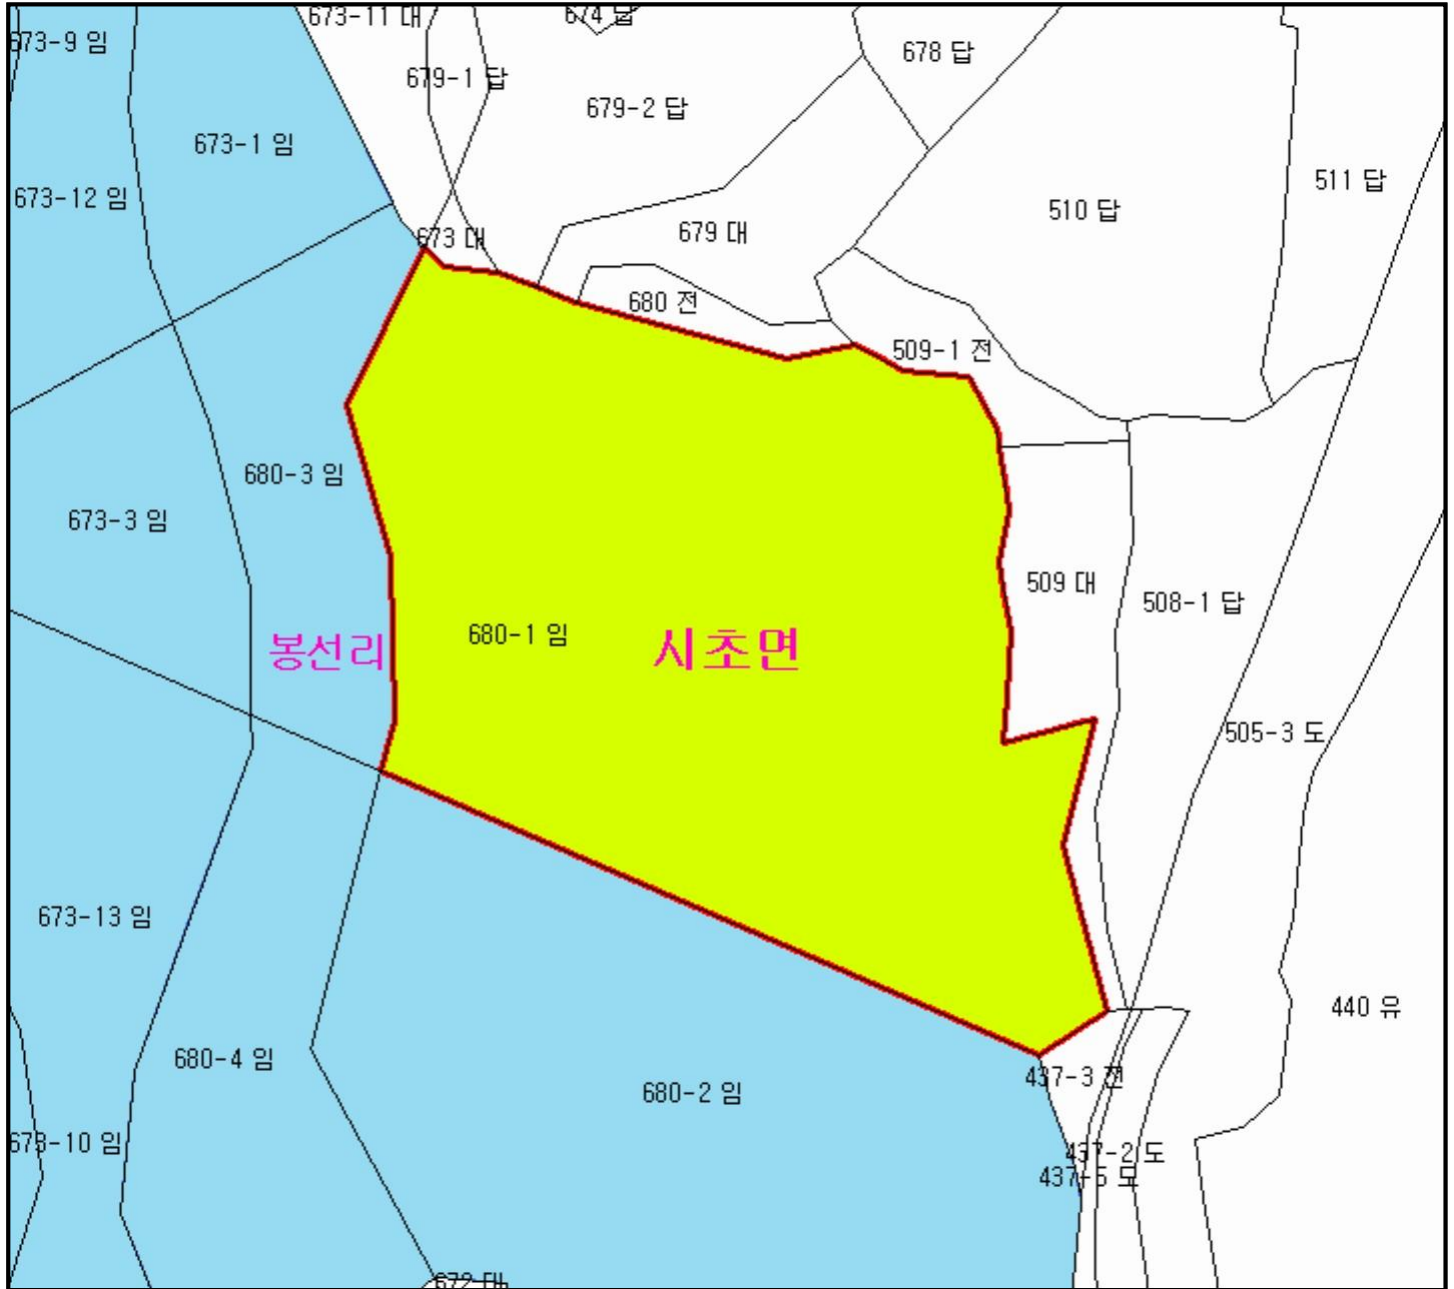 673-11 대
674 답
673-9 임
678 답
679-1 답
679-2 답
673-1 임
511 답
673-12 임
510 답
679 대
673 대
680 전
509-1 전
680-3 임
673-3 임
509 대
508-1 답
680-1 임
시초면
봉선리
505-3 도
673-13 임
440 유
680-4 임
437-3 전
680-2 임
673-10 임
437-2 도
437-5 도
672 대